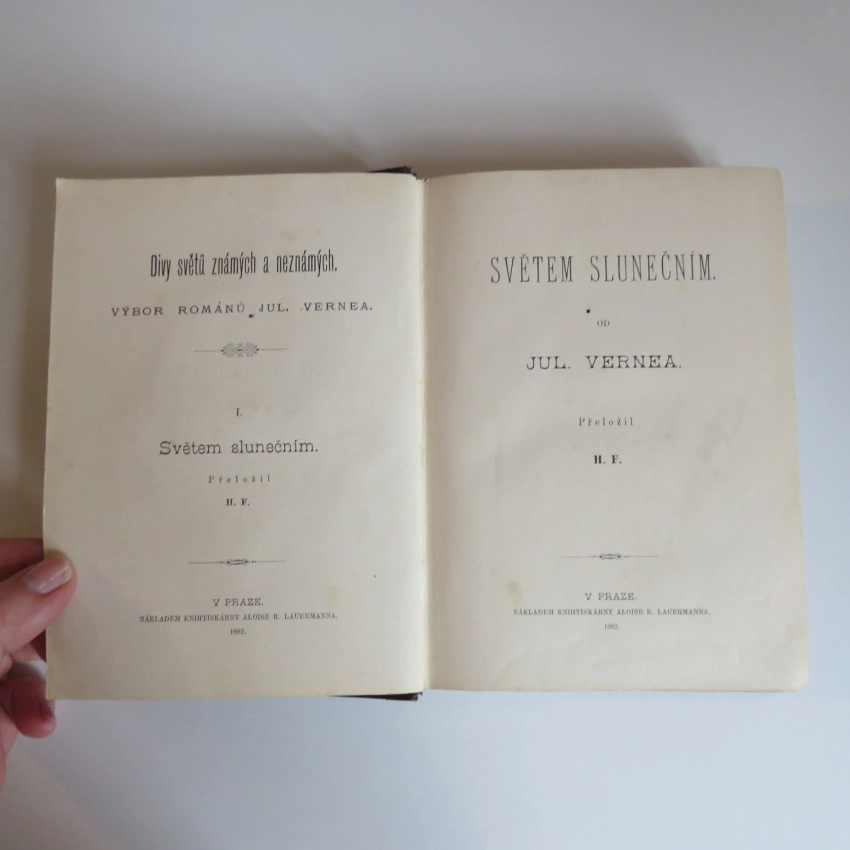 Divy světů známých a neznámých.
VÝBOR ROMÁNŮ JUL. VERNEA.
I.
Světem slunečním.
Přeložil
H. F.
V PRAZE.
NÁKLADEM KNIHTISKÁRNY ALOISE R. LAUERMANNA.
1882.
SVĚTEM SLUNEČNÍM.
OD
JUL. VERNEA.
Přeložil
H. F.
V PRAZE.
NÁKLADEM KNIHTISKÁRNY ALOISE R. LAUERMANNA.
1882.